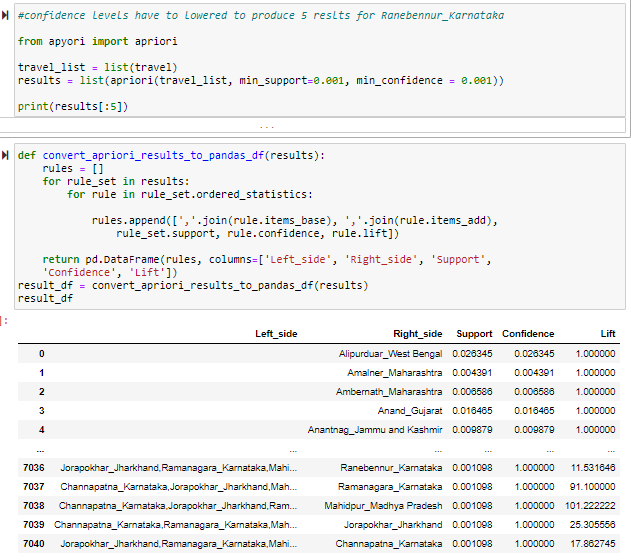 #confidence levels have to lowered to produce 5 reslts for Ranebennur_Karnataka
from apyori import apriori
travel_list = list(travel)
results = list(apriori(travel_list, min_support=0.001, min_confidence = 0.001))
print(results[:5])
...
def convert_apriori_results_to_pandas_df(results):
rules = []
for rule_set in results:
for rule in rule_set.ordered_statistics:
rules.append([','.join(rule.items_base), ','.join(rule.items_add),
rule_set.support, rule.confidence, rule.lift])
return pd.DataFrame(rules, columns=['Left_side', 'Right_side', 'Support',
'Confidence', 'Lift'])
result_df = convert_apriori_results_to_pandas_df(results)
result_df
]:
Left_side Right_side Support Confidence Lift
0 Alipurduar_West Bengal 0.026345 0.026345 1.000000
1 Amalner_Maharashtra 0.004391 0.004391 1.000000
2 Ambernath_Maharashtra 0.006586 0.006586 1.000000
3 Anand_Gujarat 0.016465 0.016465 1.000000
4 Anantnag_Jammu and Kashmir 0.009879 0.009879 1.000000
... ... ... ... ... ...
7036 Jorapokhar_Jharkhand,Ramanagara_Karnataka,Mahi... Ranebennur_Karnataka 0.001098 1.000000 11.531646
7037 Channapatna_Karnataka,Jorapokhar_Jharkhand,Mah... Ramanagara_Karnataka 0.001098 1.000000 91.100000
7038 Channapatna_Karnataka,Jorapokhar_Jharkhand,Ram... Mahidpur_Madhya Pradesh 0.001098 1.000000 101.222222
7039 Channapatna_Karnataka,Ramanagara_Karnataka,Mah... Jorapokhar_Jharkhand 0.001098 1.000000 25.305556
7040 Jorapokhar_Jharkhand,Ramanagara_Karnataka,Mahi... Channapatna_Karnataka 0.001098 1.000000 17.862745